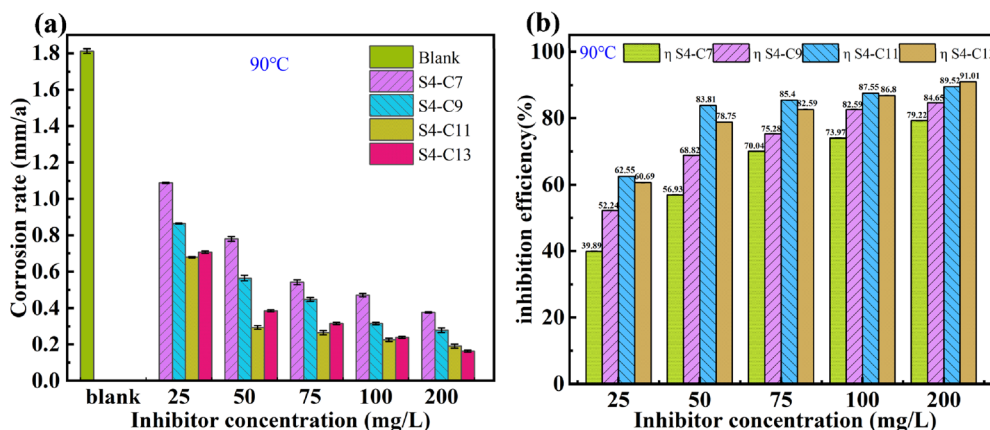 (a)
90°C
Blank
S4-C7
S4-C9
S4-C11
S4-C13
Corrosion rate (mm/a)
1.8
1.6
1.4
1.2
1.0
0.8
0.6
0.4
0.2
0.0
blank 25 50 75 100 200
Inhibitor concentration (mg/L)
(b)
90°C η S4-C7 η S4-C9 η S4-C11
inhibition efficiency(%)
100
80
60
40
20
0
39.89 52.24 62.55 60.69
56.93 68.82 83.81 78.75
70.04 75.28 85.4 82.59
73.97 82.59 87.55 86.8
79.22 84.65 89.52 91.01
25 50 75 100 200
Inhibitor concentration (mg/L)